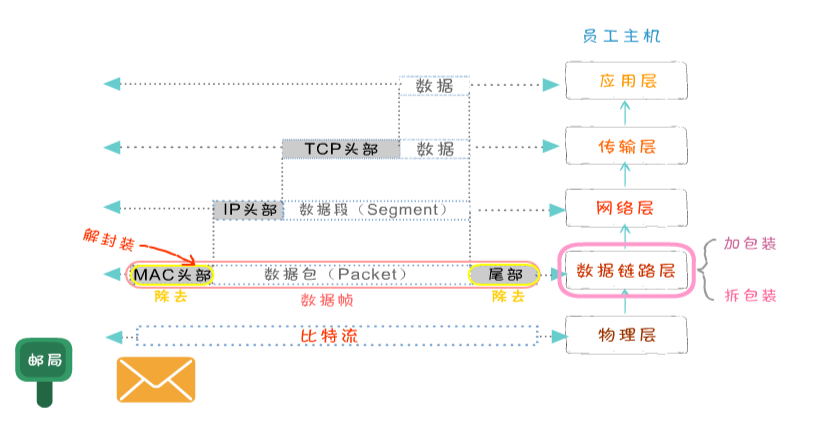 员工主机
数据
应用层
TCP头部
数据
传输层
IP头部
数据段（Segment）
网络层
解封装
加包装
MAC头部
数据包（Packet）
尾部
数据链路层
除去
数据帧
除去
拆包装
比特流
物理层
邮局